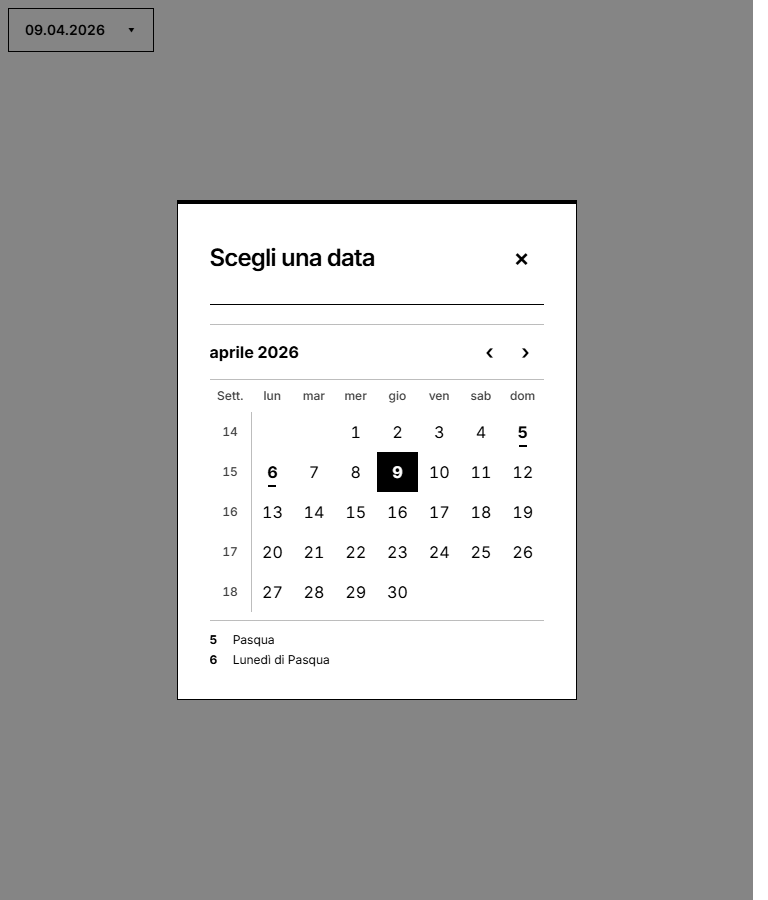 09.04.2026 ▾
Scegli una data ×
aprile 2026 ‹ ›
Sett. lun mar mer gio ven sab dom
14 1 2 3 4 5
15 6 7 8 9 10 11 12
16 13 14 15 16 17 18 19
17 20 21 22 23 24 25 26
18 27 28 29 30
5 Pasqua
6 Lunedì di Pasqua